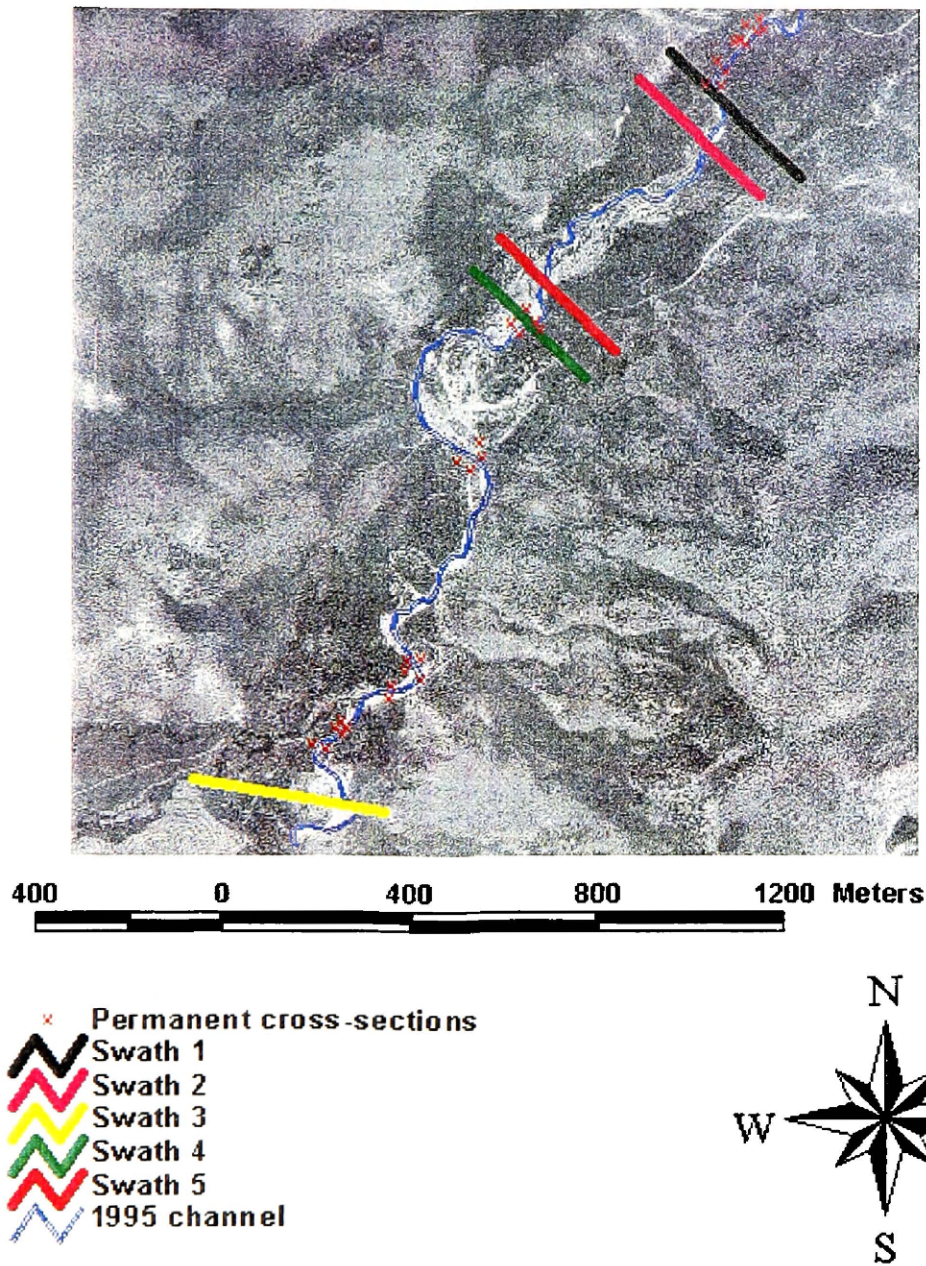 400 0 400 800 1200 Meters
Permanent cross-sections
Swath 1
Swath 2
Swath 3
Swath 4
Swath 5
1995 channel
N
W
S